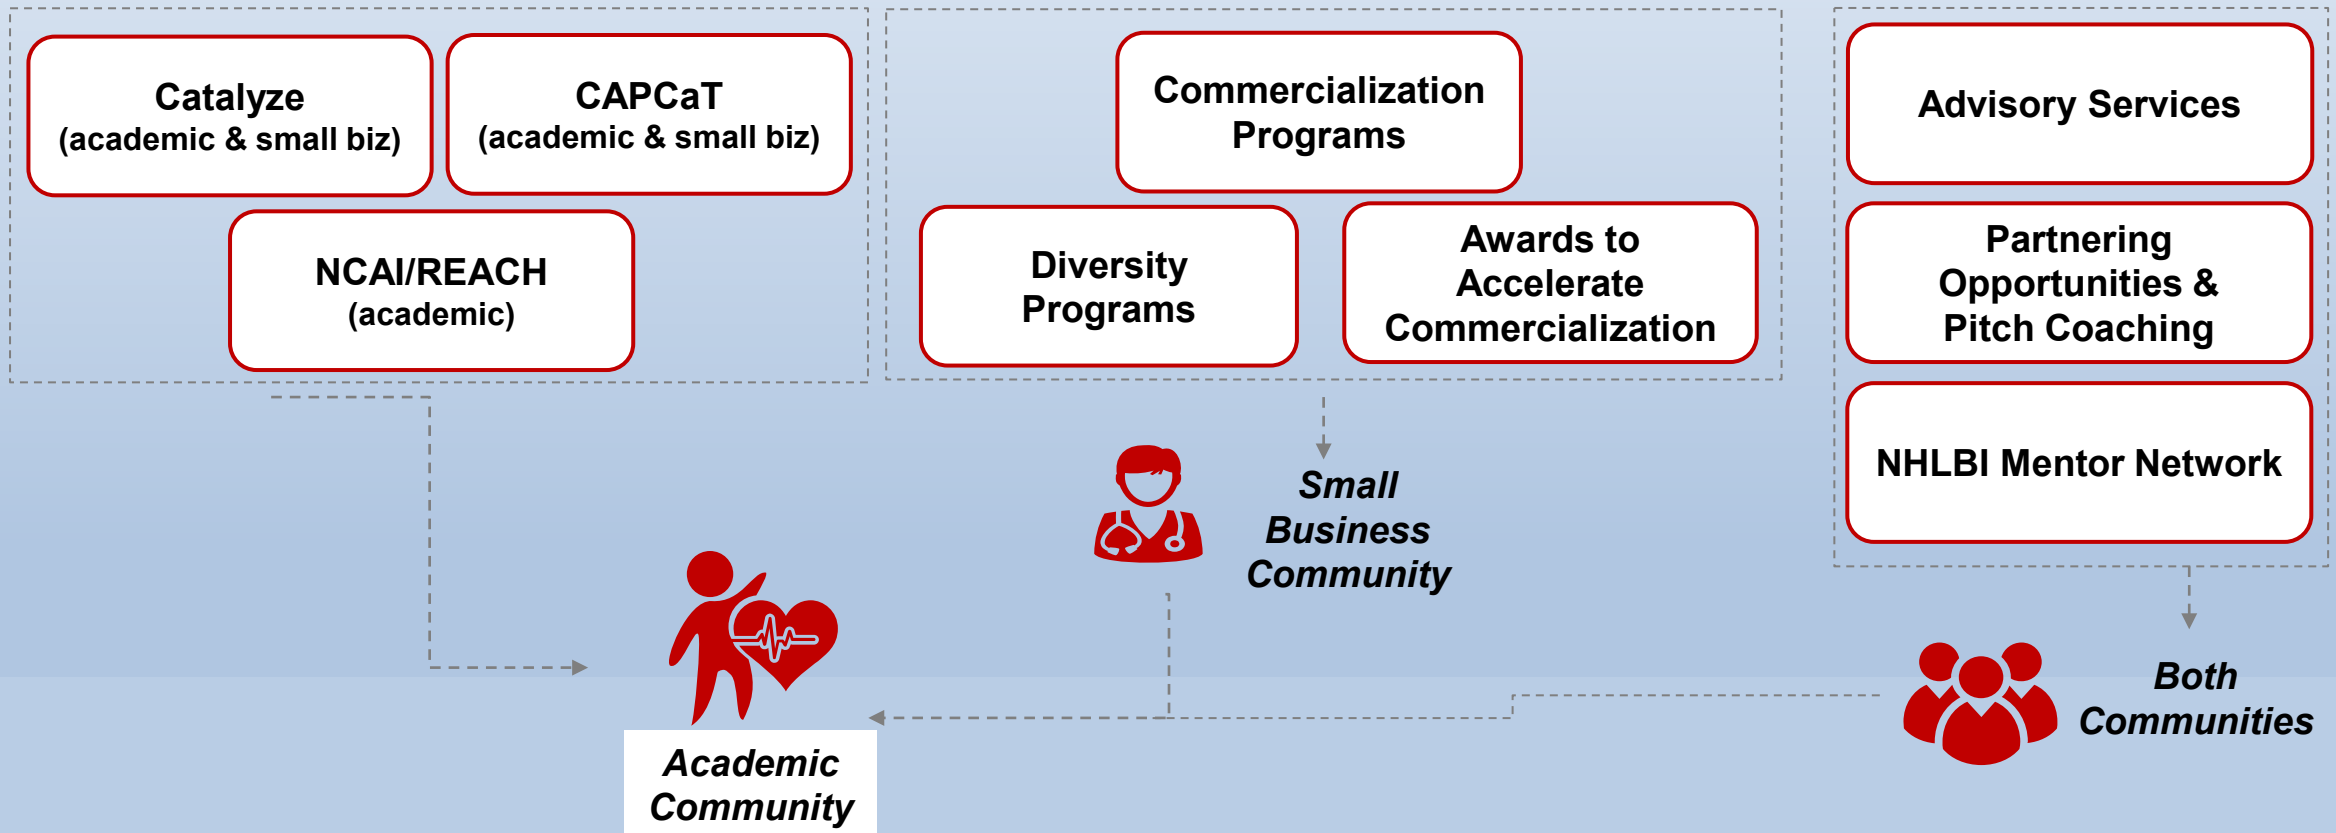 Catalyze
(academic & small biz)
CAPCaT
(academic & small biz)
NCAI/REACH
(academic)
Commercialization
Programs
Diversity
Programs
Awards to
Accelerate
Commercialization
Advisory Services
Partnering
Opportunities &
Pitch Coaching
NHLBI Mentor Network
Small
Business
Community
Both
Communities
Academic
Community